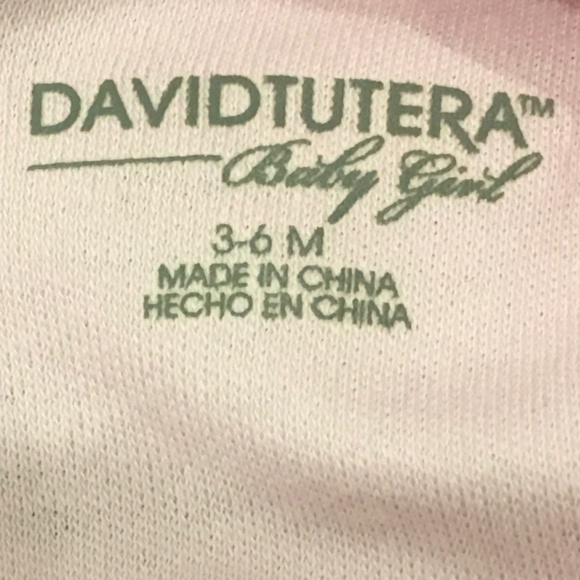 DAVIDTUTERA™
Baby Girl
3-6 M
MADE IN CHINA
HECHO EN CHINA